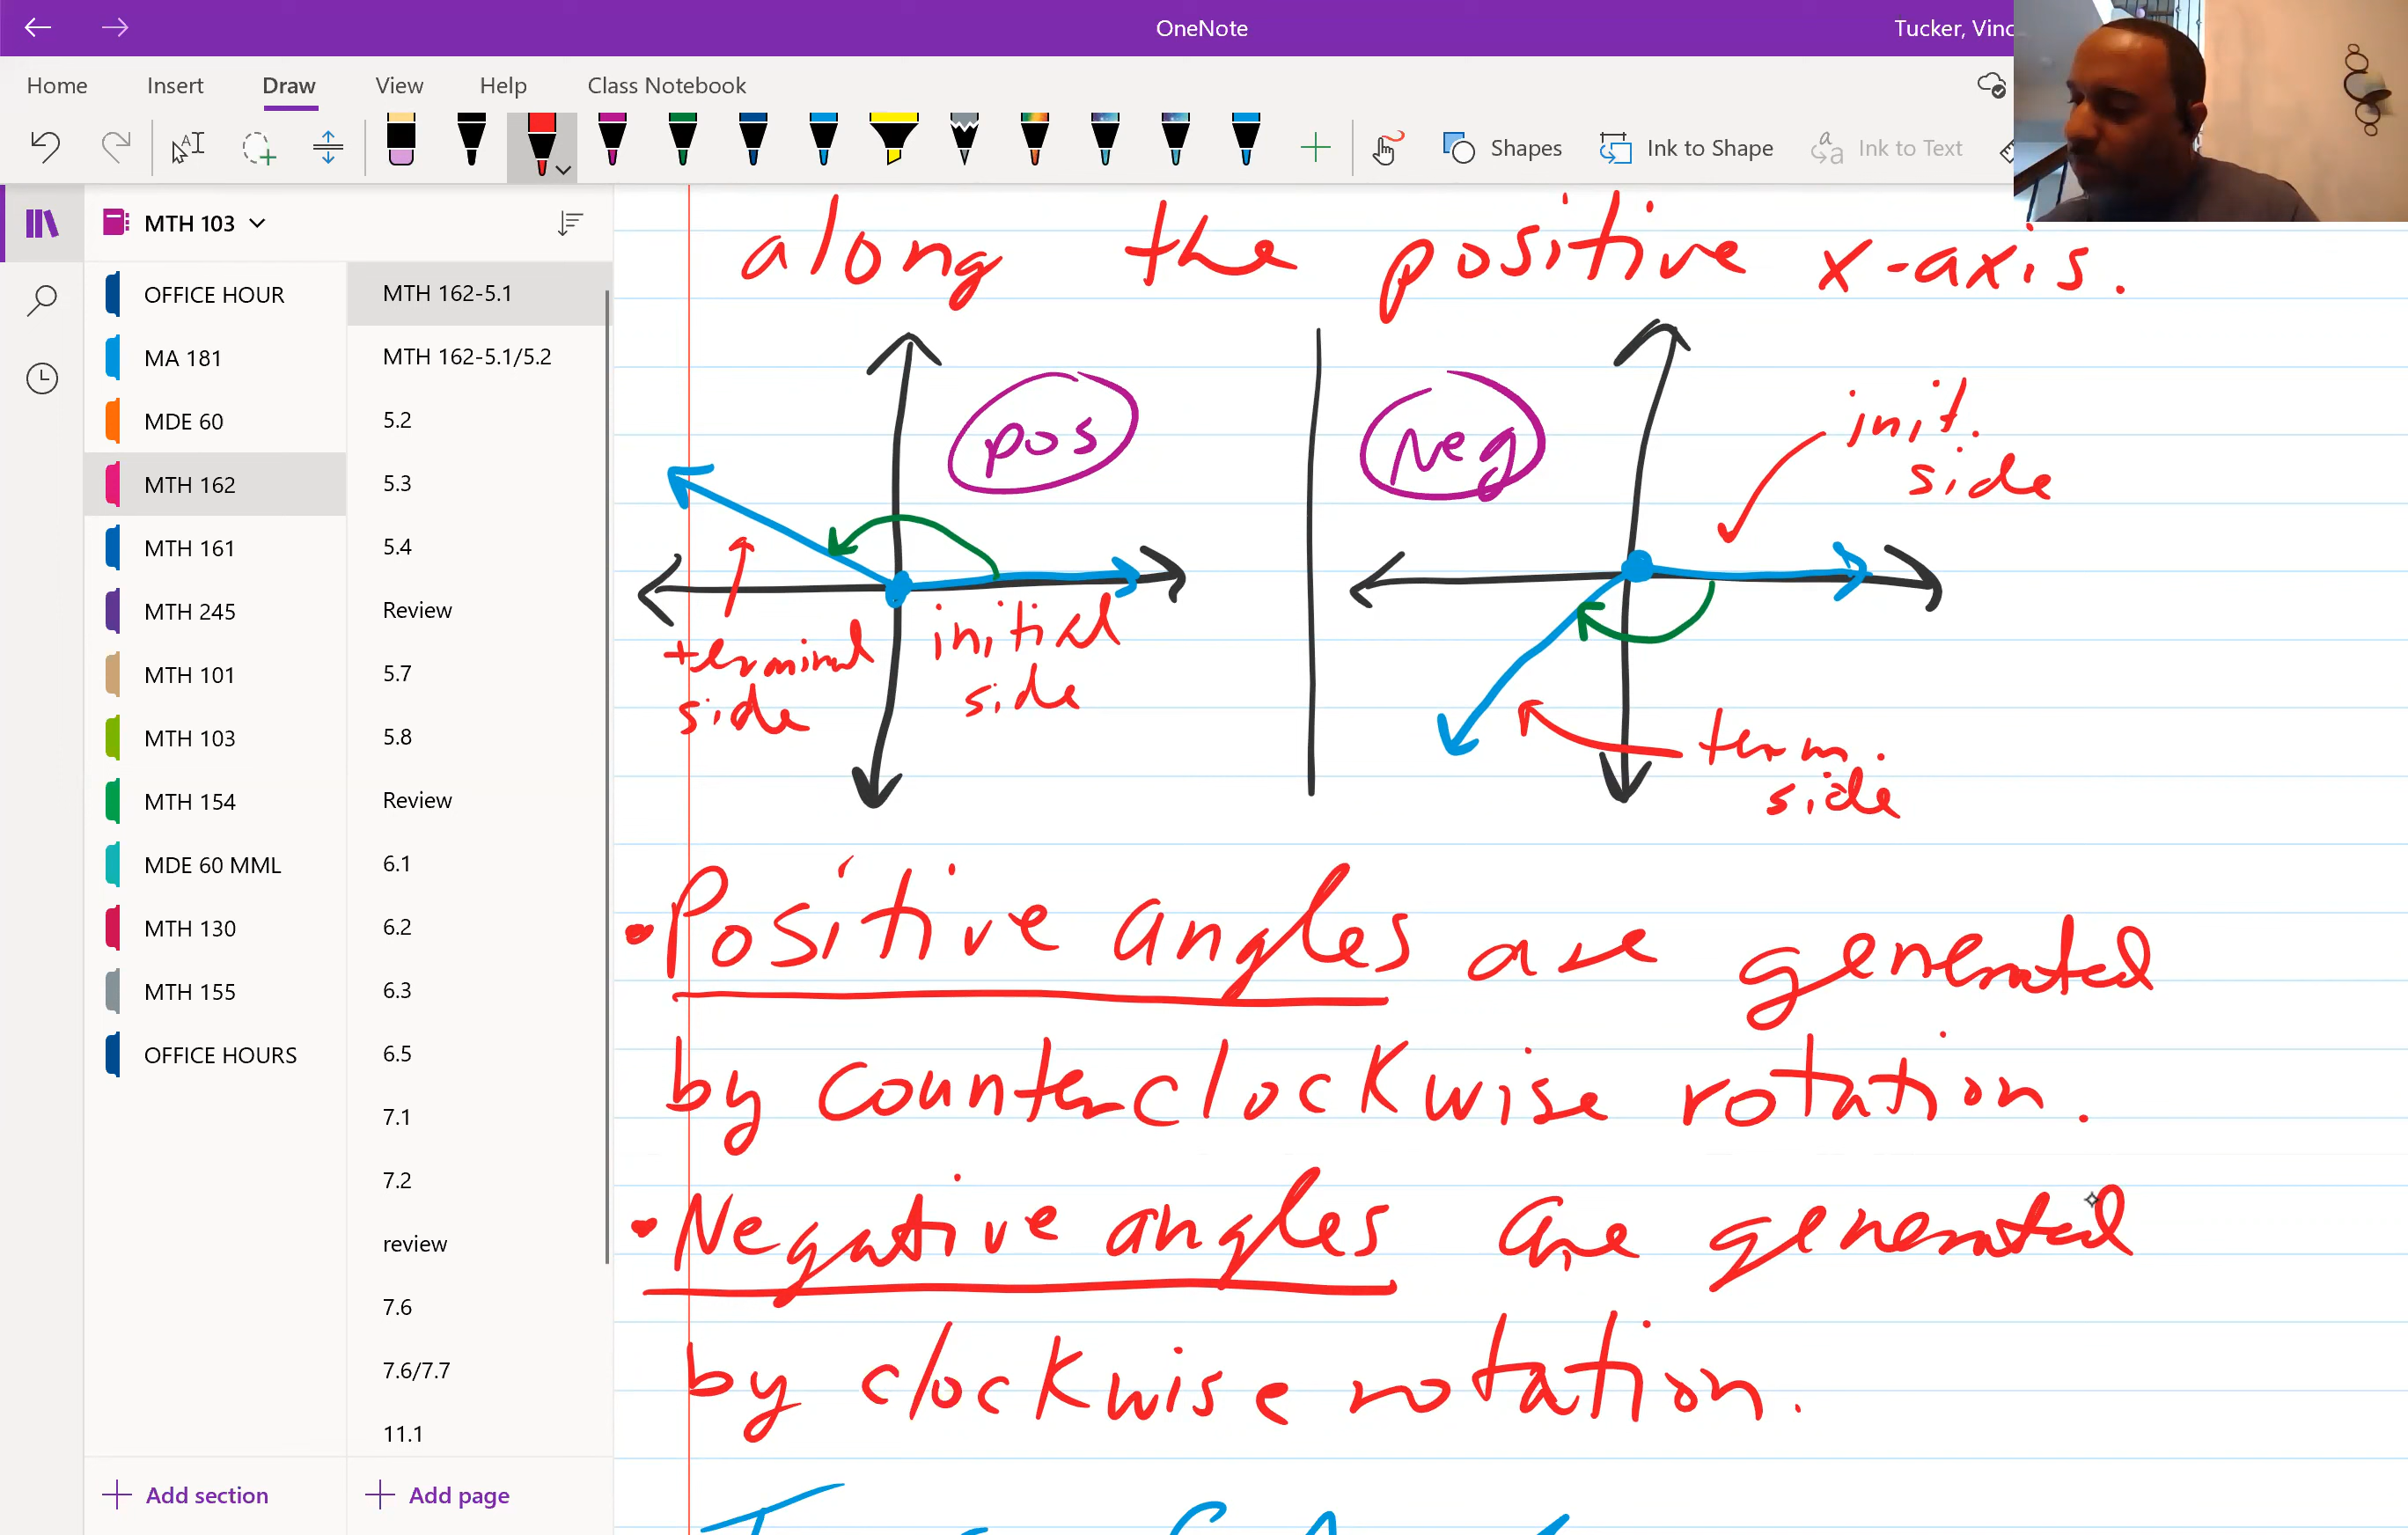 OneNote
Tucker, Vinc
Home Insert Draw View Help Class Notebook
Shapes Ink to Shape Ink to Text
MTH 103
OFFICE HOUR
MA 181
MDE 60
MTH 162
MTH 161
MTH 245
MTH 101
MTH 103
MTH 154
MDE 60 MML
MTH 130
MTH 155
OFFICE HOURS
Add section
MTH 162-5.1
MTH 162-5.1/5.2
5.2
5.3
5.4
Review
5.7
5.8
Review
6.1
6.2
6.3
6.5
7.1
7.2
review
7.6
7.6/7.7
11.1
Add page
along the positive x-axis.
pos
terminal
side
initial
side
Neg
init.
side
term.
side
• Positive angles are generated
by counterclockwise rotation.
• Negative angles are generated
by clockwise rotation.